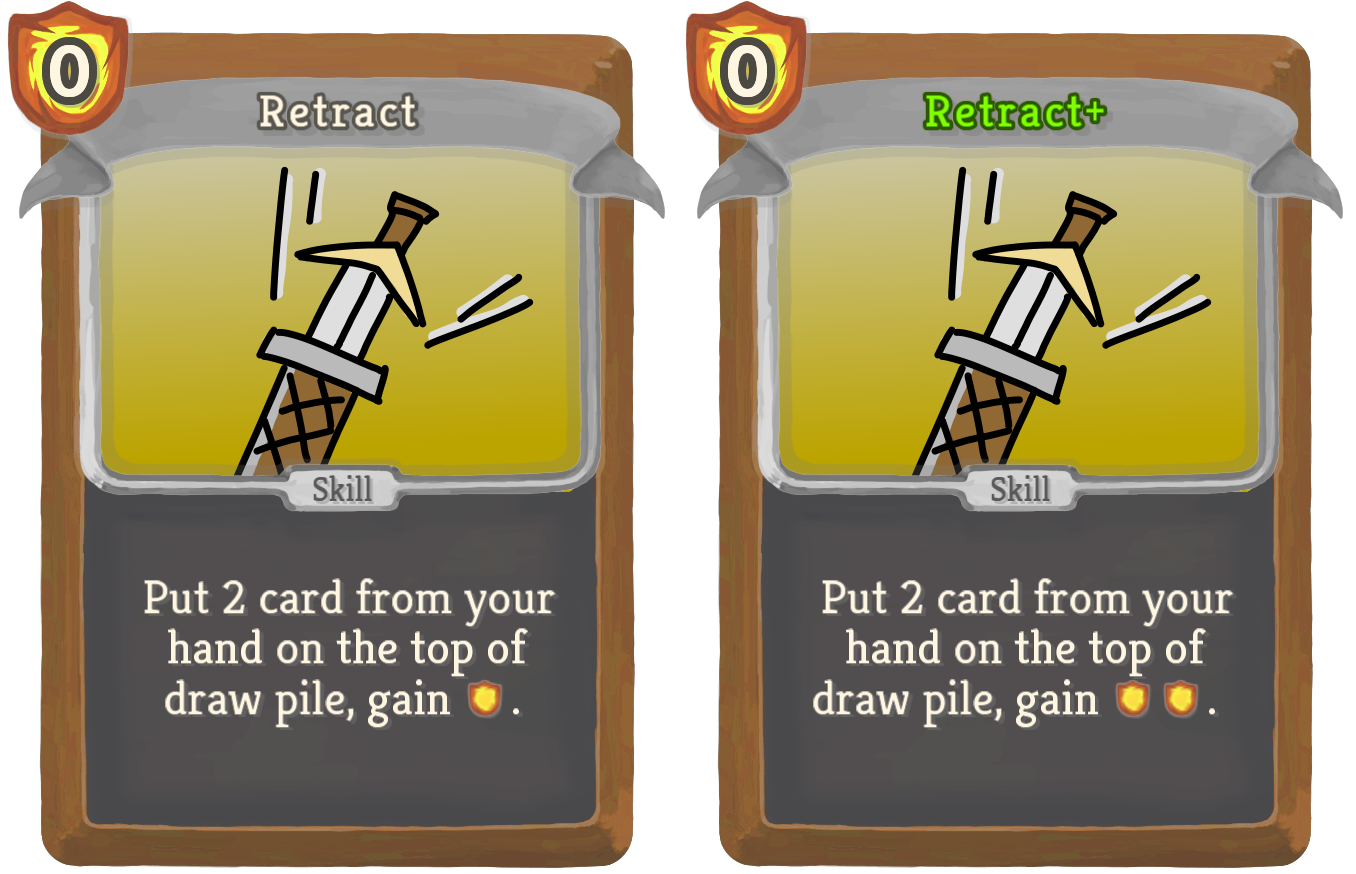 0
Retract
Skill
Put 2 card from your
hand on the top of
draw pile, gain .
0
Retract+
Skill
Put 2 card from your
hand on the top of
draw pile, gain .